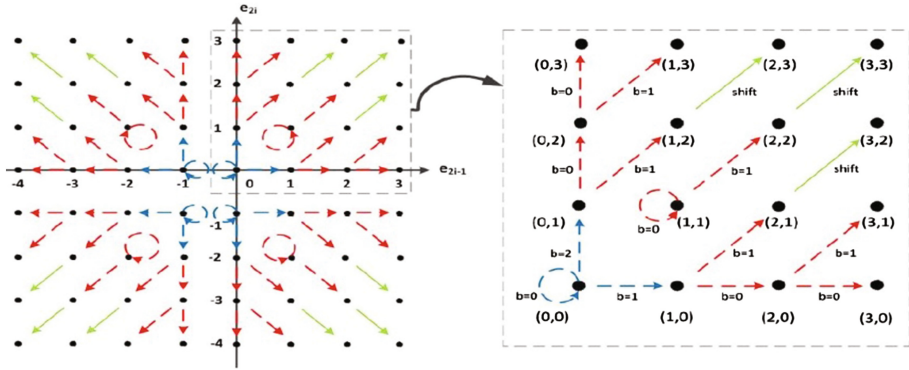 e2i
3
2
1
-4 -3 -2 -1 0 1 2 3 e2i-1
-1
-2
-3
-4
(0,3) (1,3) (2,3) (3,3)
b=0 b=1 shift shift
(0,2) (1,2) (2,2) (3,2)
b=0 b=1 b=1 shift
(0,1) b=0 (1,1) (2,1) (3,1)
b=2 b=1 b=1
b=0 b=1 b=0 b=0
(0,0) (1,0) (2,0) (3,0)